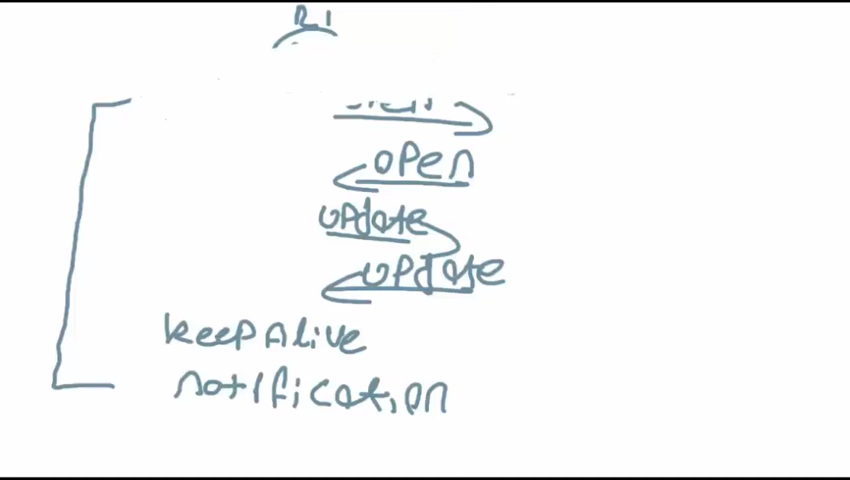 R1
open
update
update
keepAlive
notification